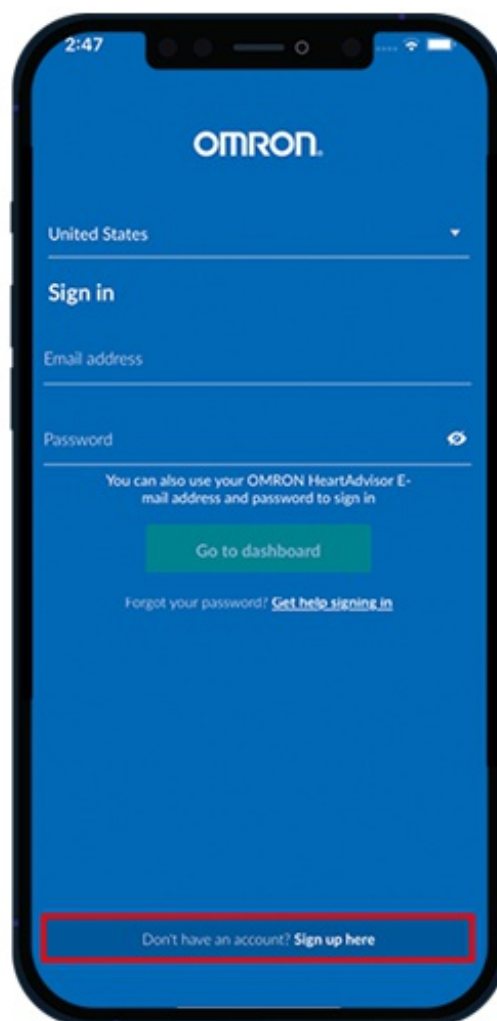 2:47
OMRON.
United States
Sign in
Email address
Password
You can also use your OMRON HeartAdvisor E-
mail address and password to sign in
Go to dashboard
Forgot your password? Get help signing in
Don't have an account? Sign up here